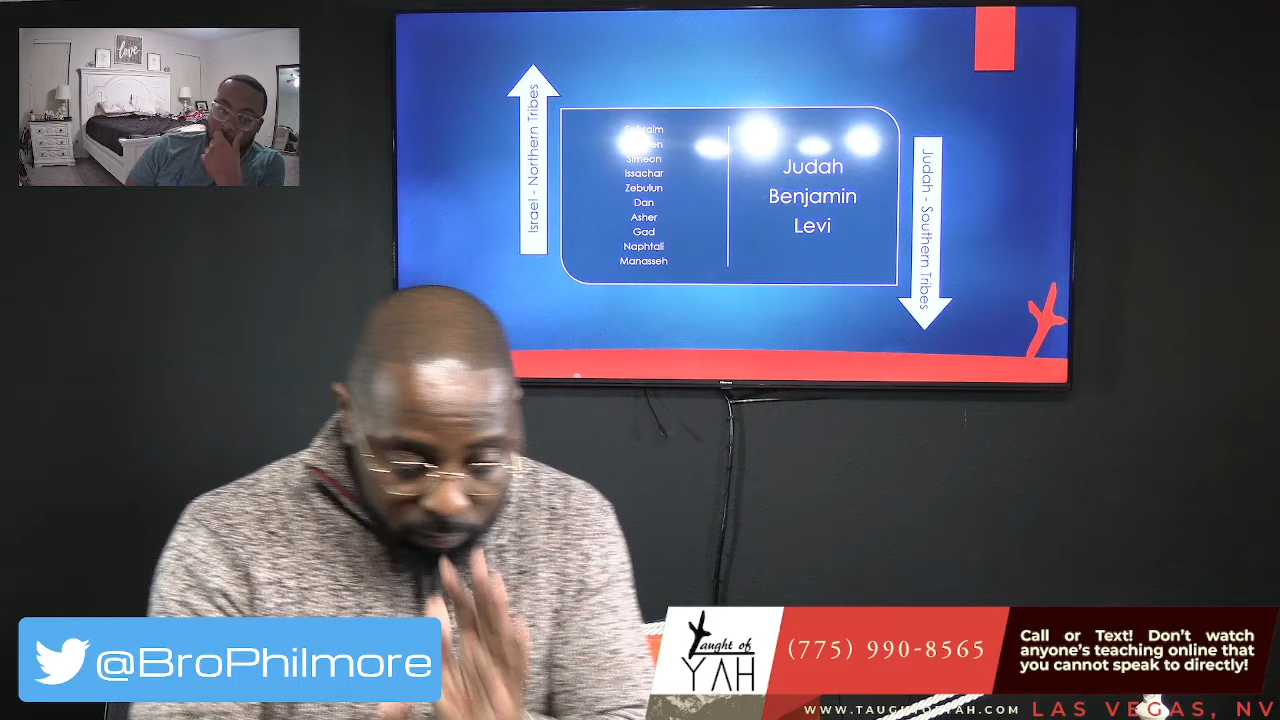 love
Israel - Northern Tribes
Ephraim
Simeon
Issachar
Zebulun
Dan
Asher
Gad
Naphtali
Manasseh
Judah
Benjamin
Levi
Judah - Southern Tribes
Hisense
@BroPhilmore
aught of
YAH
(775) 990-8565
Call or Text! Don't watch
anyone's teaching online that
you cannot speak to directly!
WWW.TAUGHTOFYAH.COM
LAS VEGAS, NV